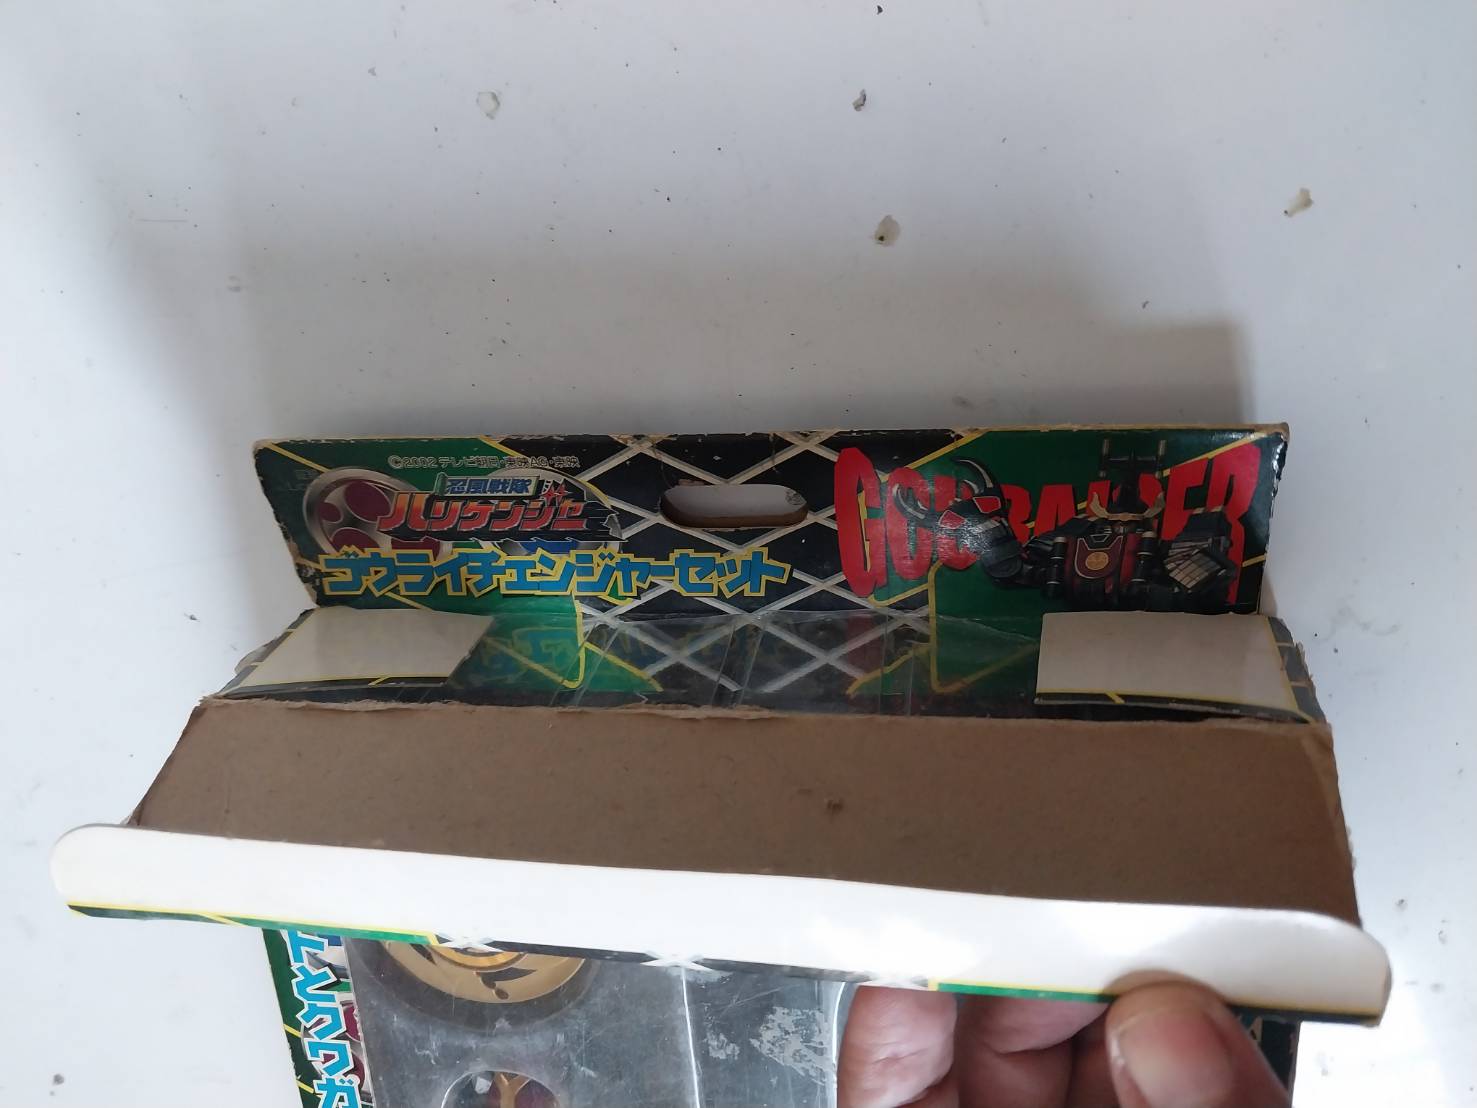 ©2002 テレビ朝日・東映AG・東映
忍風戦隊
ハリケンジャー
ゴウライチェンジャーセット
GOURAIGER